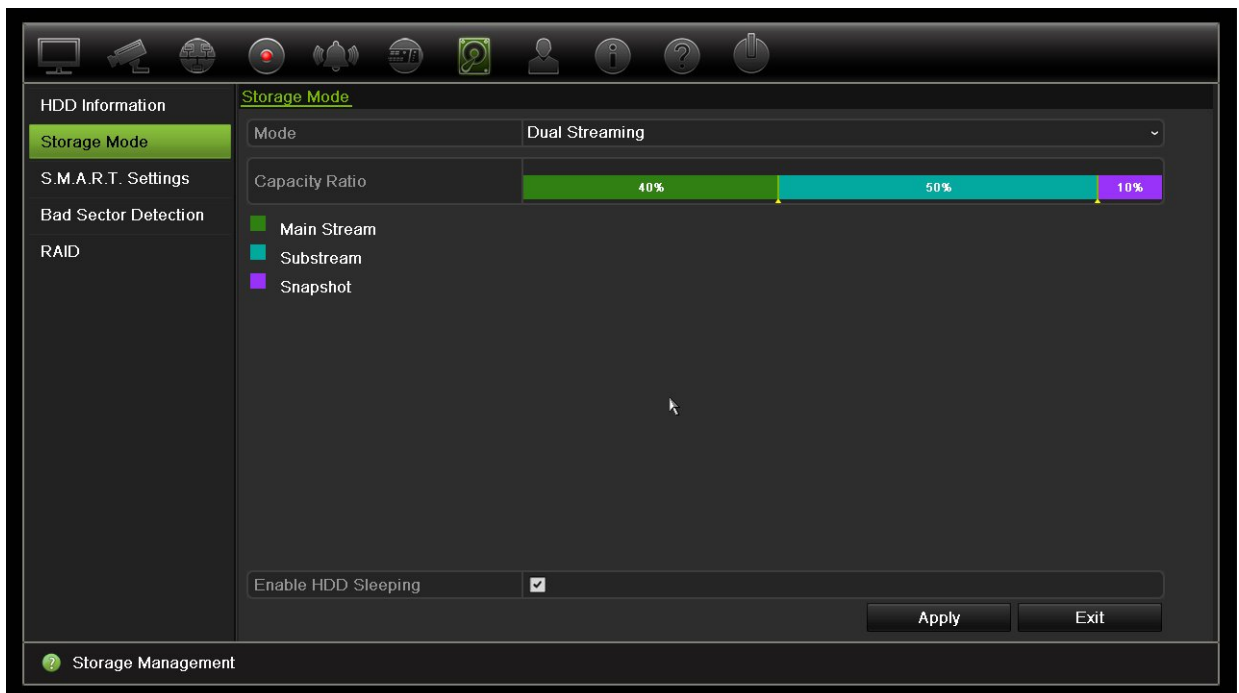 HDD Information
Storage Mode
S.M.A.R.T. Settings
Bad Sector Detection
RAID
Storage Mode
Mode Dual Streaming
Capacity Ratio 40% 50% 10%
Main Stream
Substream
Snapshot
Enable HDD Sleeping
Apply Exit
? Storage Management